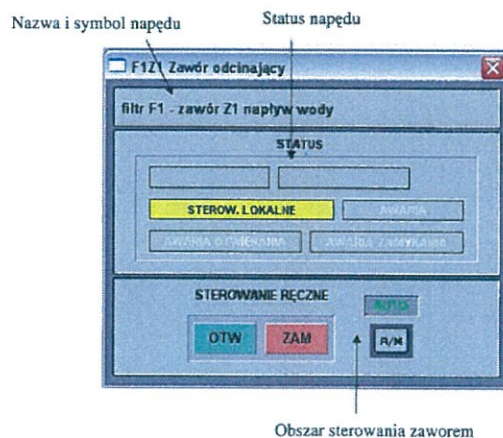 Nazwa i symbol napędu
Status napędu
F1Z1 Zawór odcinający
filtr F1 - zawór Z1 napływ wody
STATUS
STEROW. LOKALNE
AWARIA
AWARIA OTWIERANIA
AWARIA ZAMYKANIA
STEROWANIE RĘCZNE
AUTO
OTW
ZAM
A/M
Obszar sterowania zaworem